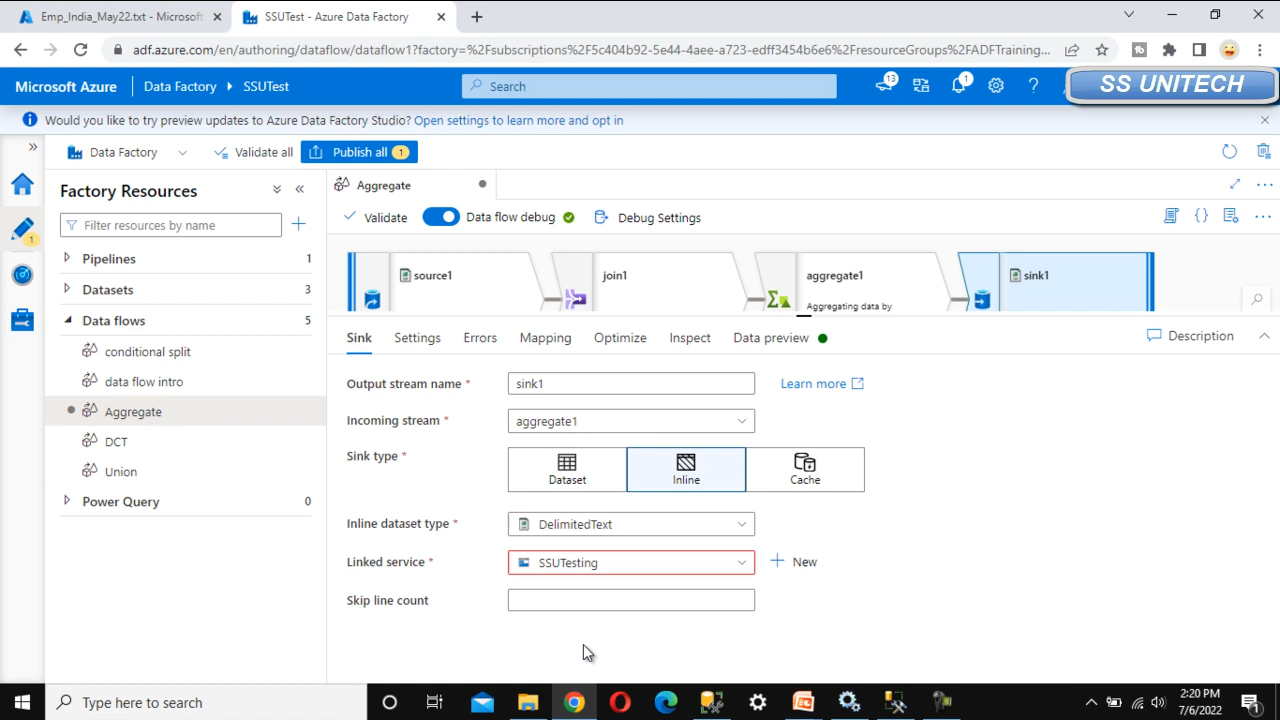 Emp_India_May22.txt - Microsoft
SSUTest - Azure Data Factory
adf.azure.com/en/authoring/dataflow/dataflow1?factory=%2Fsubscriptions%2F5c404b92-5e44-4aee-a723-edff3454b6e6%2FresourceGroups%2FADFTraining...
Microsoft Azure
Data Factory
SSUTest
Search
13
1
SS UNITECH
Would you like to try preview updates to Azure Data Factory Studio? Open settings to learn more and opt in
Data Factory
Validate all
Publish all 1
Factory Resources
Aggregate
Filter resources by name
Validate
Data flow debug
Debug Settings
1
Pipelines 1
Datasets 3
Data flows 5
conditional split
data flow intro
Aggregate
DCT
Union
Power Query 0
source1
join1
aggregate1
Aggregating data by
sink1
Sink
Settings
Errors
Mapping
Optimize
Inspect
Data preview
Description
Output stream name *
sink1
Learn more
Incoming stream *
aggregate1
Sink type *
Dataset
Inline
Cache
Inline dataset type *
DelimitedText
Linked service *
SSUTesting
New
Skip line count
Type here to search
2:20 PM
7/6/2022
1